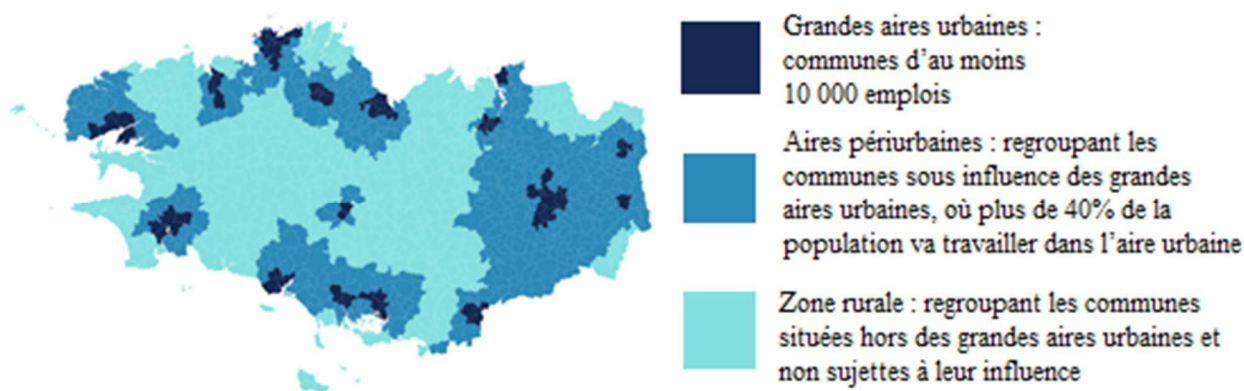 Grandes aires urbaines :
communes d'au moins
10 000 emplois
Aires périurbaines : regroupant les
communes sous influence des grandes
aires urbaines, où plus de 40% de la
population va travailler dans l'aire urbaine
Zone rurale : regroupant les communes
situées hors des grandes aires urbaines et
non sujettes à leur influence